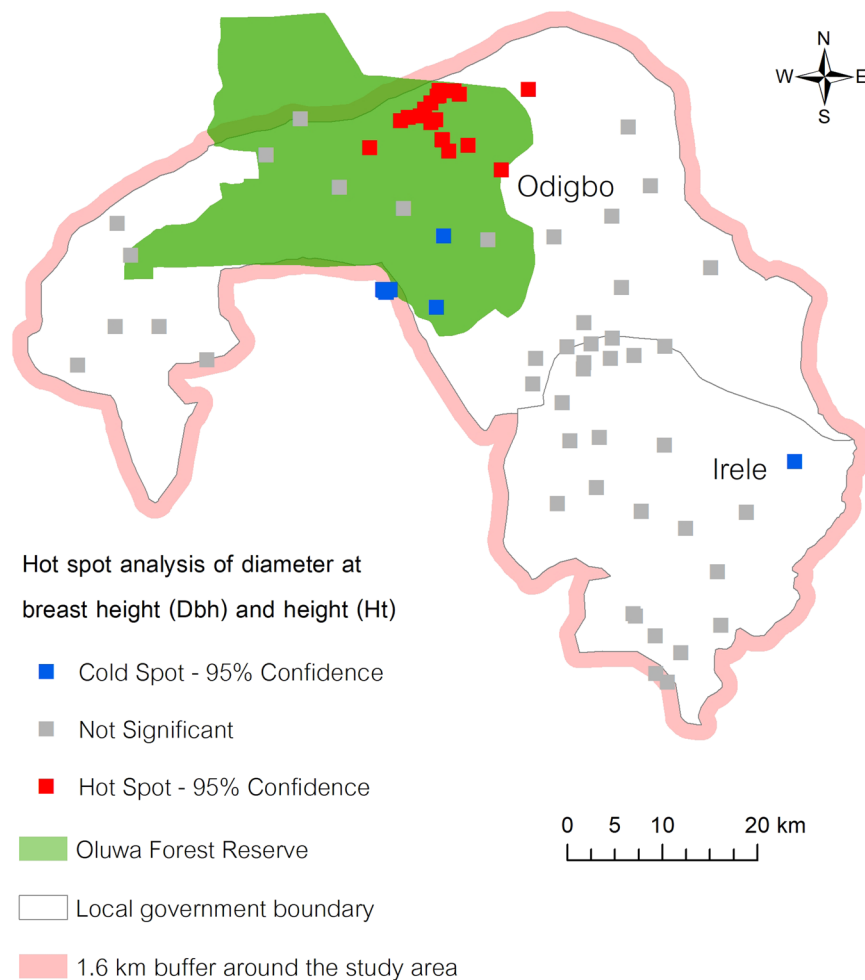 N
W E
S
Odigbo
Irele
Hot spot analysis of diameter at
breast height (Dbh) and height (Ht)
Cold Spot - 95% Confidence
Not Significant
Hot Spot - 95% Confidence
0 5 10 20 km
Oluwa Forest Reserve
Local government boundary
1.6 km buffer around the study area